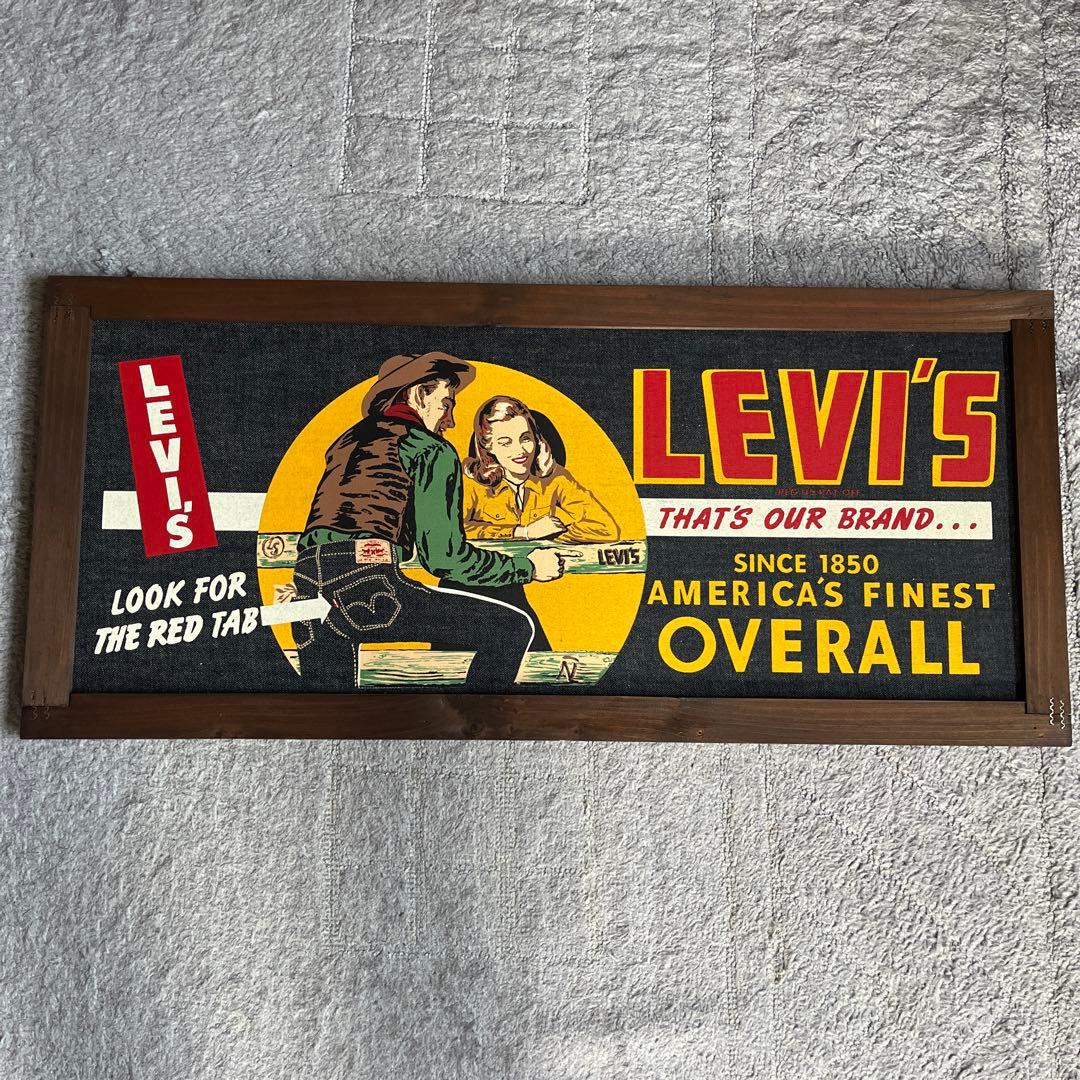 LEVI'S
LOOK FOR
THE RED TAB
LEVI'S
LEVI'S
THAT'S OUR BRAND...
SINCE 1850
AMERICA'S FINEST
OVERALL